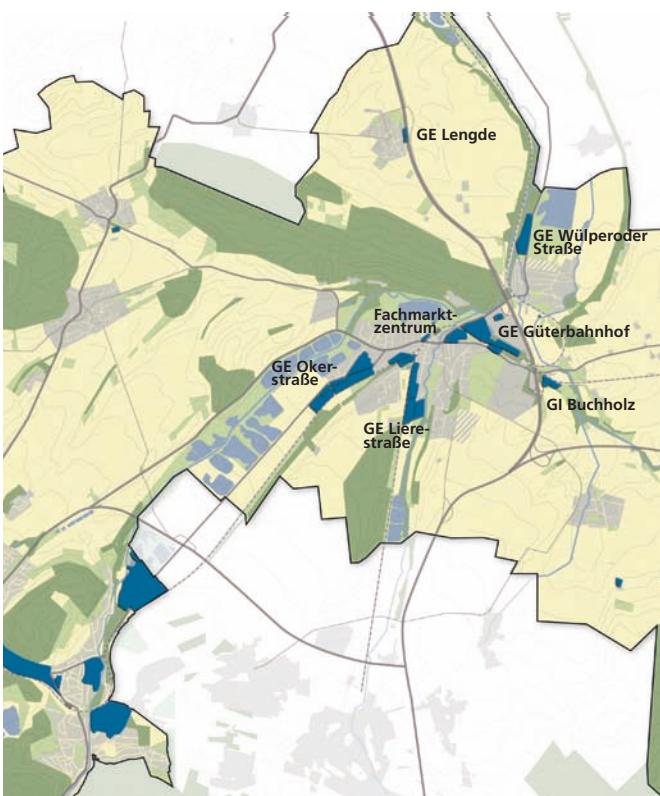 GE Lengde
GE Wülperoder
Straße
Fachmarkt-
zentrum
GE Güterbahnhof
GE Oker-
straße
GI Buchholz
GE Liere-
straße